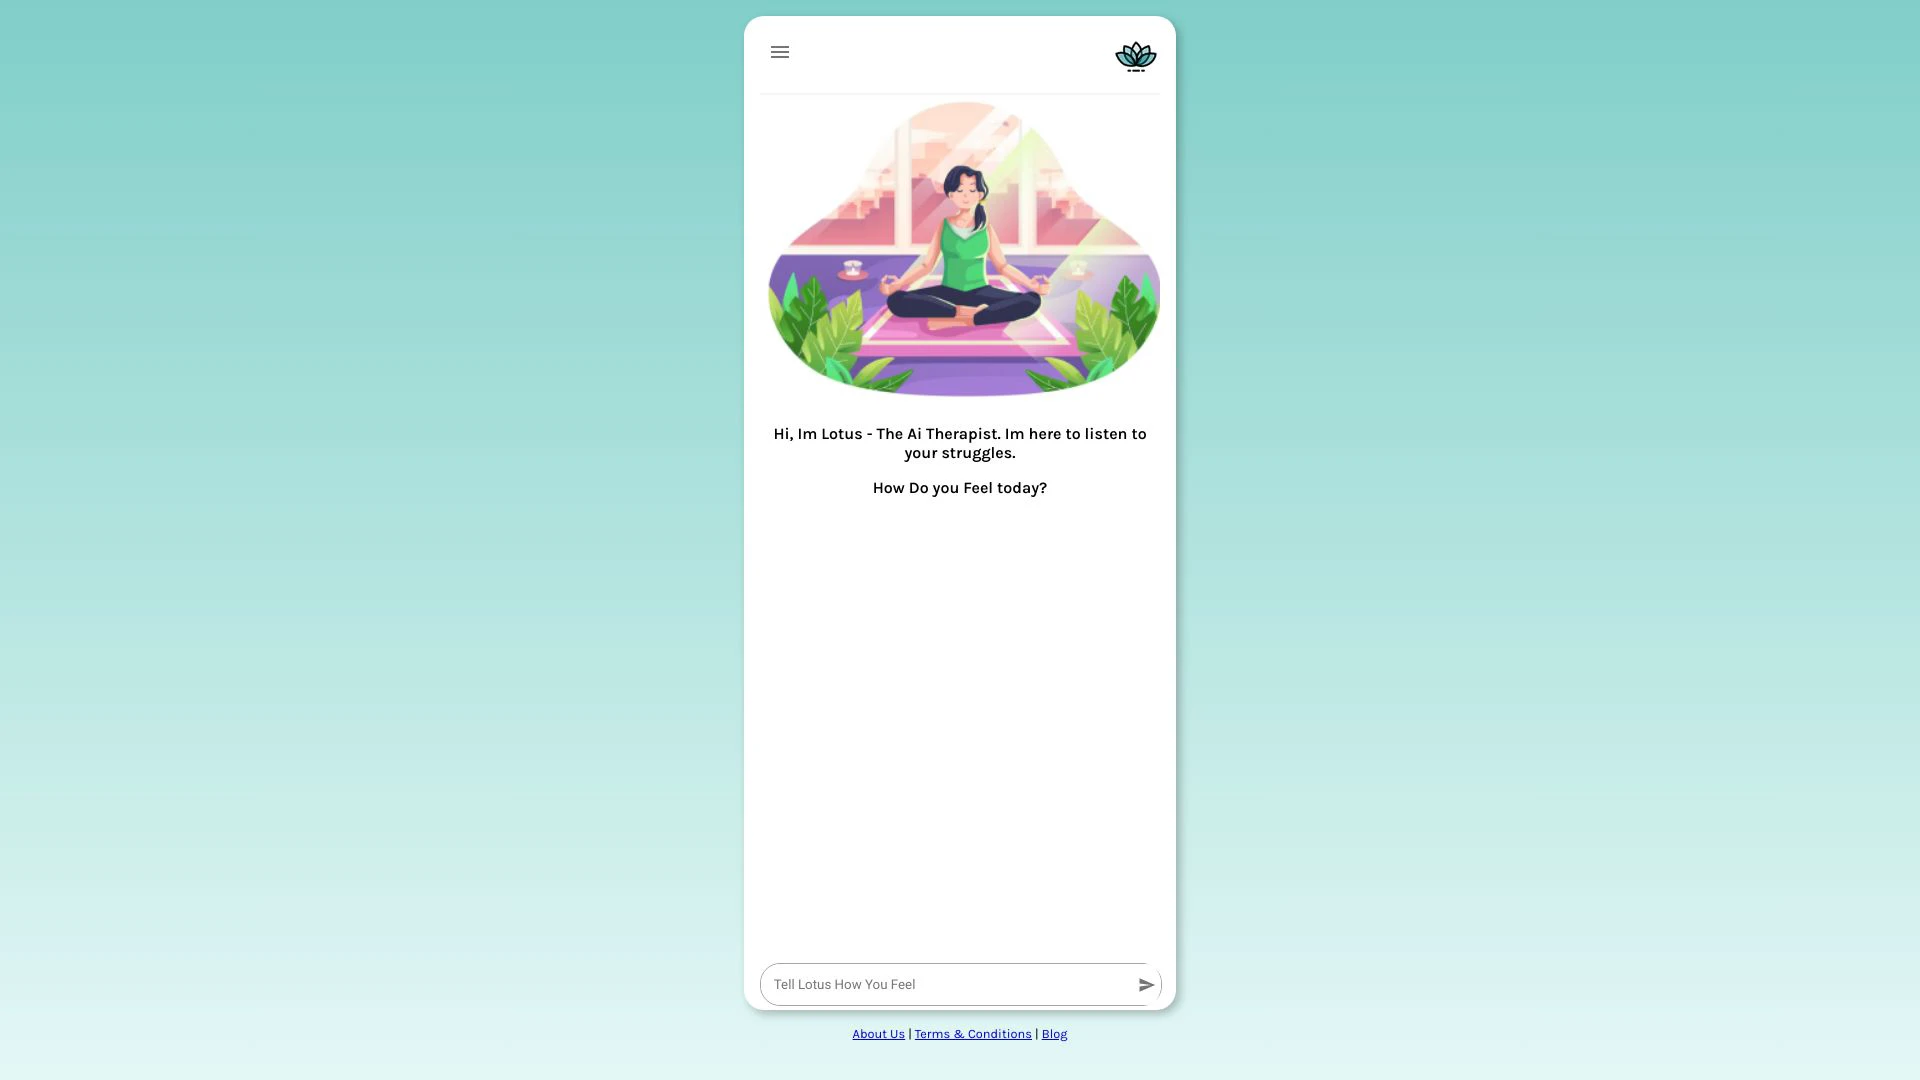 Hi, Im Lotus - The Ai Therapist. Im here to listen to
your struggles.
How Do you Feel today?
Tell Lotus How You Feel
About Us | Terms & Conditions | Blog